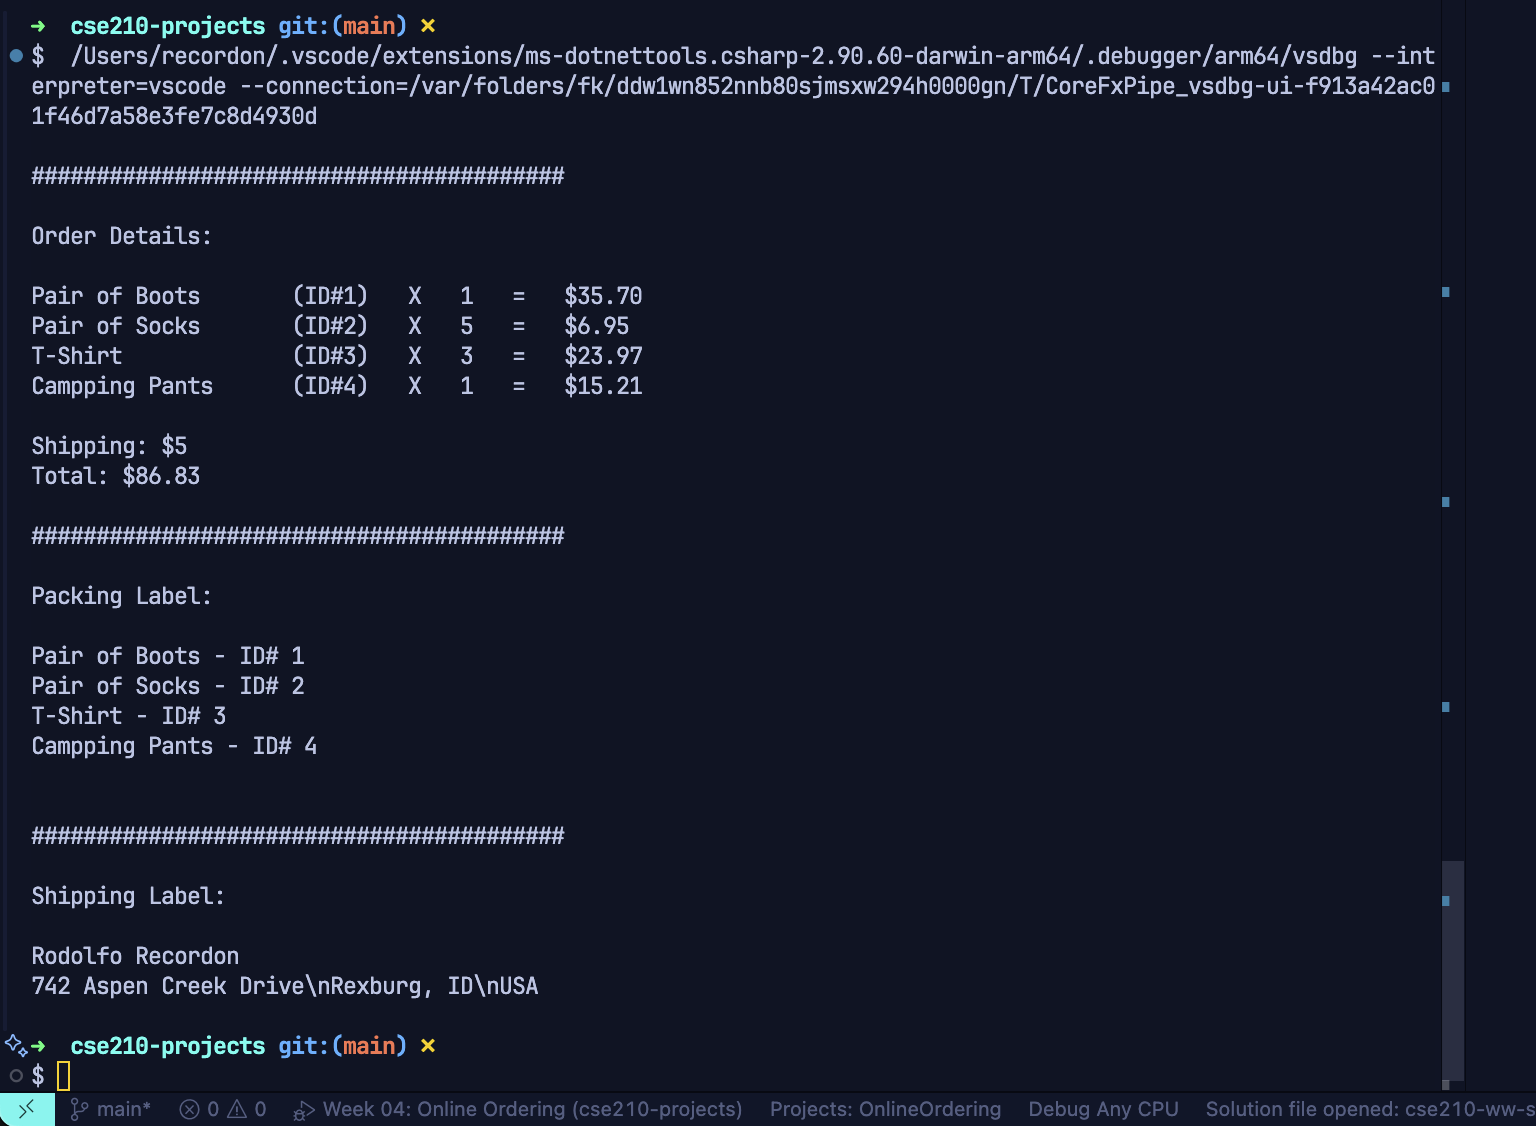 ➜  cse210-projects git:(main) ✗
$  /Users/recordon/.vscode/extensions/ms-dotnettools.csharp-2.90.60-darwin-arm64/.debugger/arm64/vsdbg --int
erpreter=vscode --connection=/var/folders/fk/ddw1wn852nnb80sjmsxw294h0000gn/T/CoreFxPipe_vsdbg-ui-f913a42ac0
1f46d7a58e3fe7c8d4930d
#########################################
Order Details:
Pair of Boots       (ID#1)   X   1   =   $35.70
Pair of Socks       (ID#2)   X   5   =   $6.95
T-Shirt             (ID#3)   X   3   =   $23.97
Campping Pants      (ID#4)   X   1   =   $15.21
Shipping: $5
Total: $86.83
#########################################
Packing Label:
Pair of Boots - ID# 1
Pair of Socks - ID# 2
T-Shirt - ID# 3
Campping Pants - ID# 4
#########################################
Shipping Label:
Rodolfo Recordon
742 Aspen Creek Drive\nRexburg, ID\nUSA
➜  cse210-projects git:(main) ✗
$
main* 0 0 Week 04: Online Ordering (cse210-projects) Projects: OnlineOrdering Debug Any CPU Solution file opened: cse210-ww-s